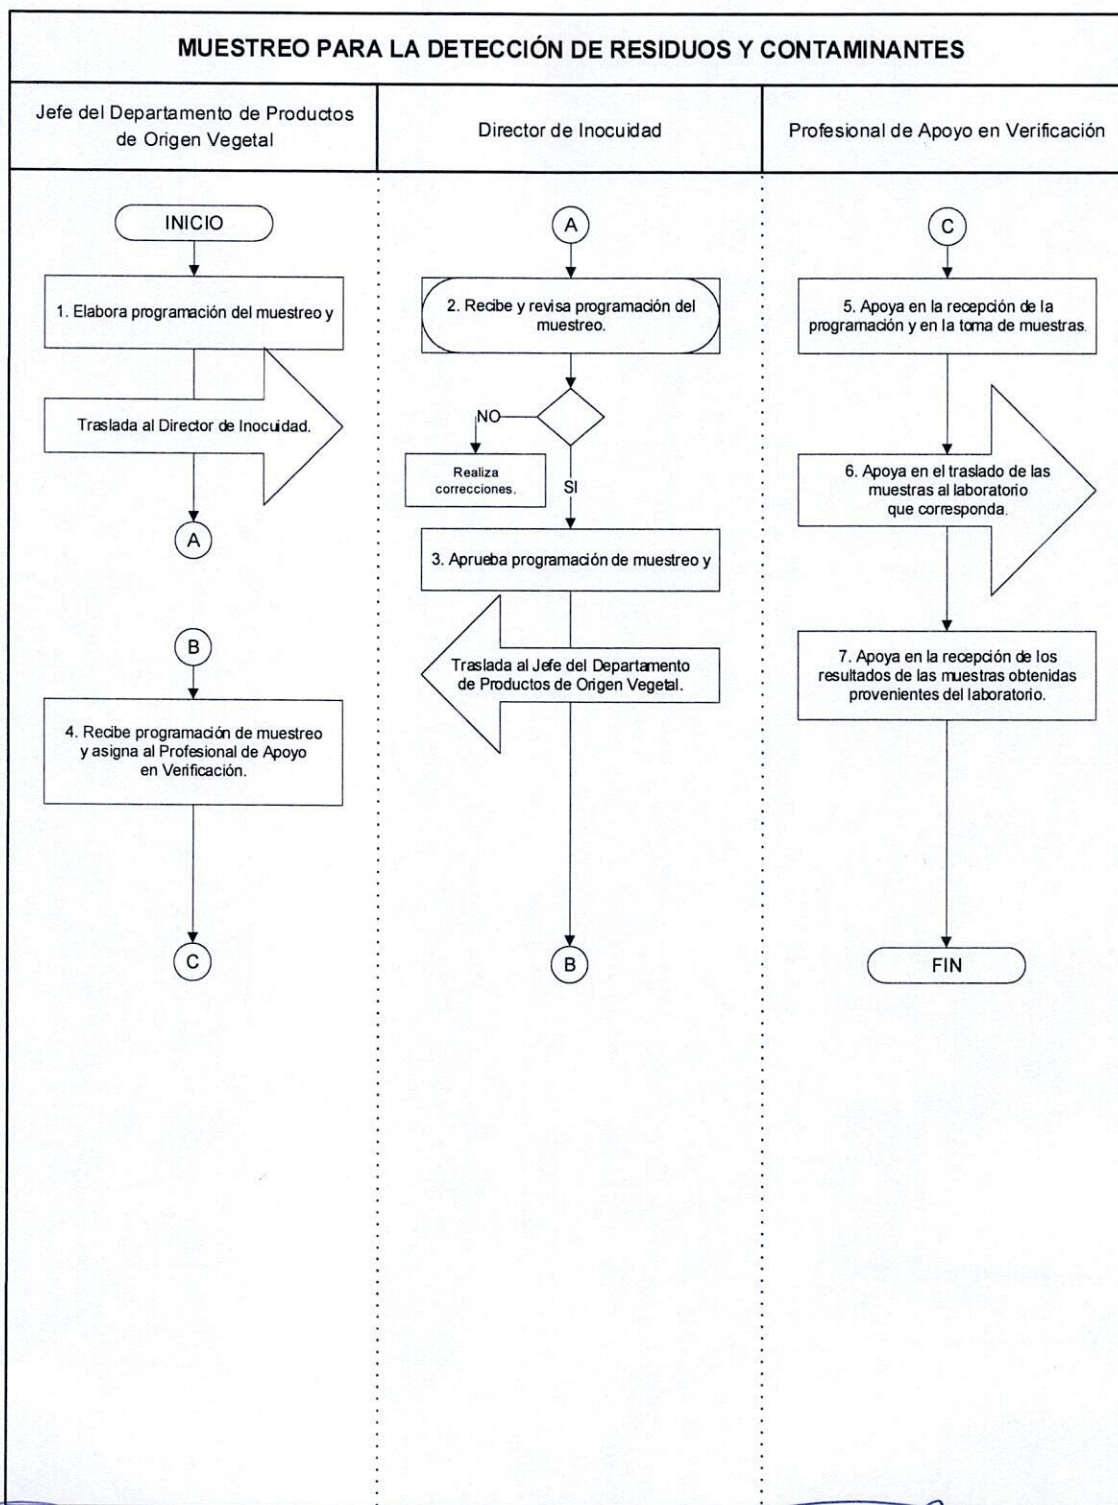 MUESTREO PARA LA DETECCIÓN DE RESIDUOS Y CONTAMINANTES
Jefe del Departamento de Productos
de Origen Vegetal
Director de Inocuidad
Profesional de Apoyo en Verificación
INICIO
1. Elabora programación del muestreo y
Traslada al Director de Inocuidad.
A
B
4. Recibe programación de muestreo
y asigna al Profesional de Apoyo
en Verificación.
C
A
2. Recibe y revisa programación del
muestreo.
NO
Realiza
correcciones.
SI
3. Aprueba programación de muestreo y
Traslada al Jefe del Departamento
de Productos de Origen Vegetal.
B
C
5. Apoya en la recepción de la
programación y en la toma de muestras.
6. Apoya en el traslado de las
muestras al laboratorio
que corresponda.
7. Apoya en la recepción de los
resultados de las muestras obtenidas
provenientes del laboratorio.
FIN